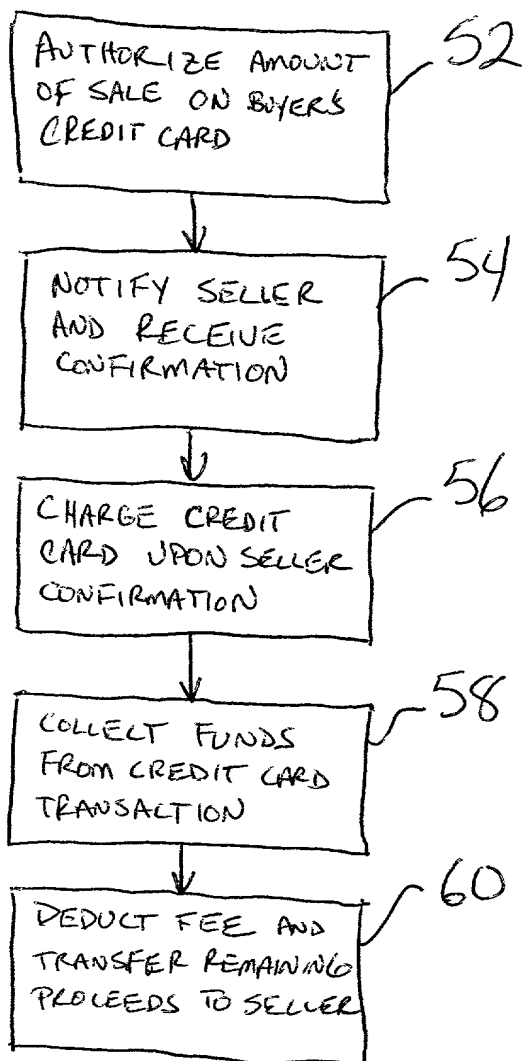 AUTHORIZE AMOUNT
OF SALE ON BUYER'S
CREDIT CARD
52
NOTIFY SELLER
AND RECEIVE
CONFIRMATION
54
CHARGE CREDIT
CARD UPON SELLER
CONFIRMATION
56
COLLECT FUNDS
FROM CREDIT CARD
TRANSACTION
58
DEDUCT FEE AND
TRANSFER REMAINING
PROCEEDS TO SELLER
60